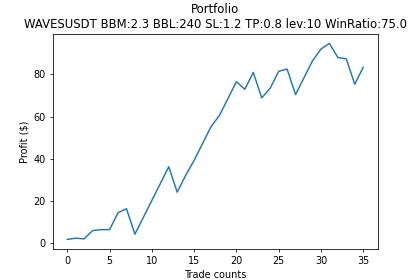 Portfolio
WAVESUSDT BBM:2.3 BBL:240 SL:1.2 TP:0.8 lev:10 WinRatio:75.0
Profit ($)
80
60
40
20
0
0 5 10 15 20 25 30 35
Trade counts